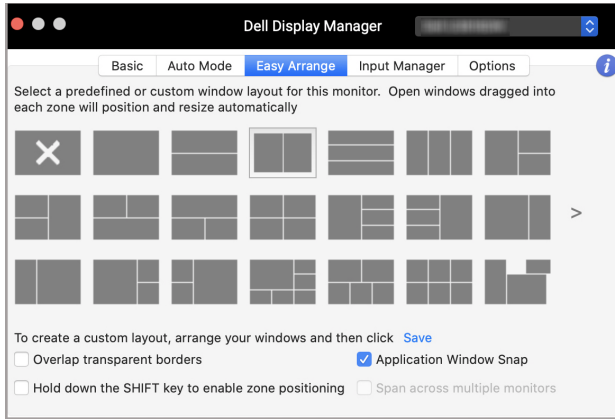 Dell Display Manager
Basic Auto Mode Easy Arrange Input Manager Options i
Select a predefined or custom window layout for this monitor. Open windows dragged into
each zone will position and resize automatically
>
To create a custom layout, arrange your windows and then click Save
Overlap transparent borders Application Window Snap
Hold down the SHIFT key to enable zone positioning Span across multiple monitors